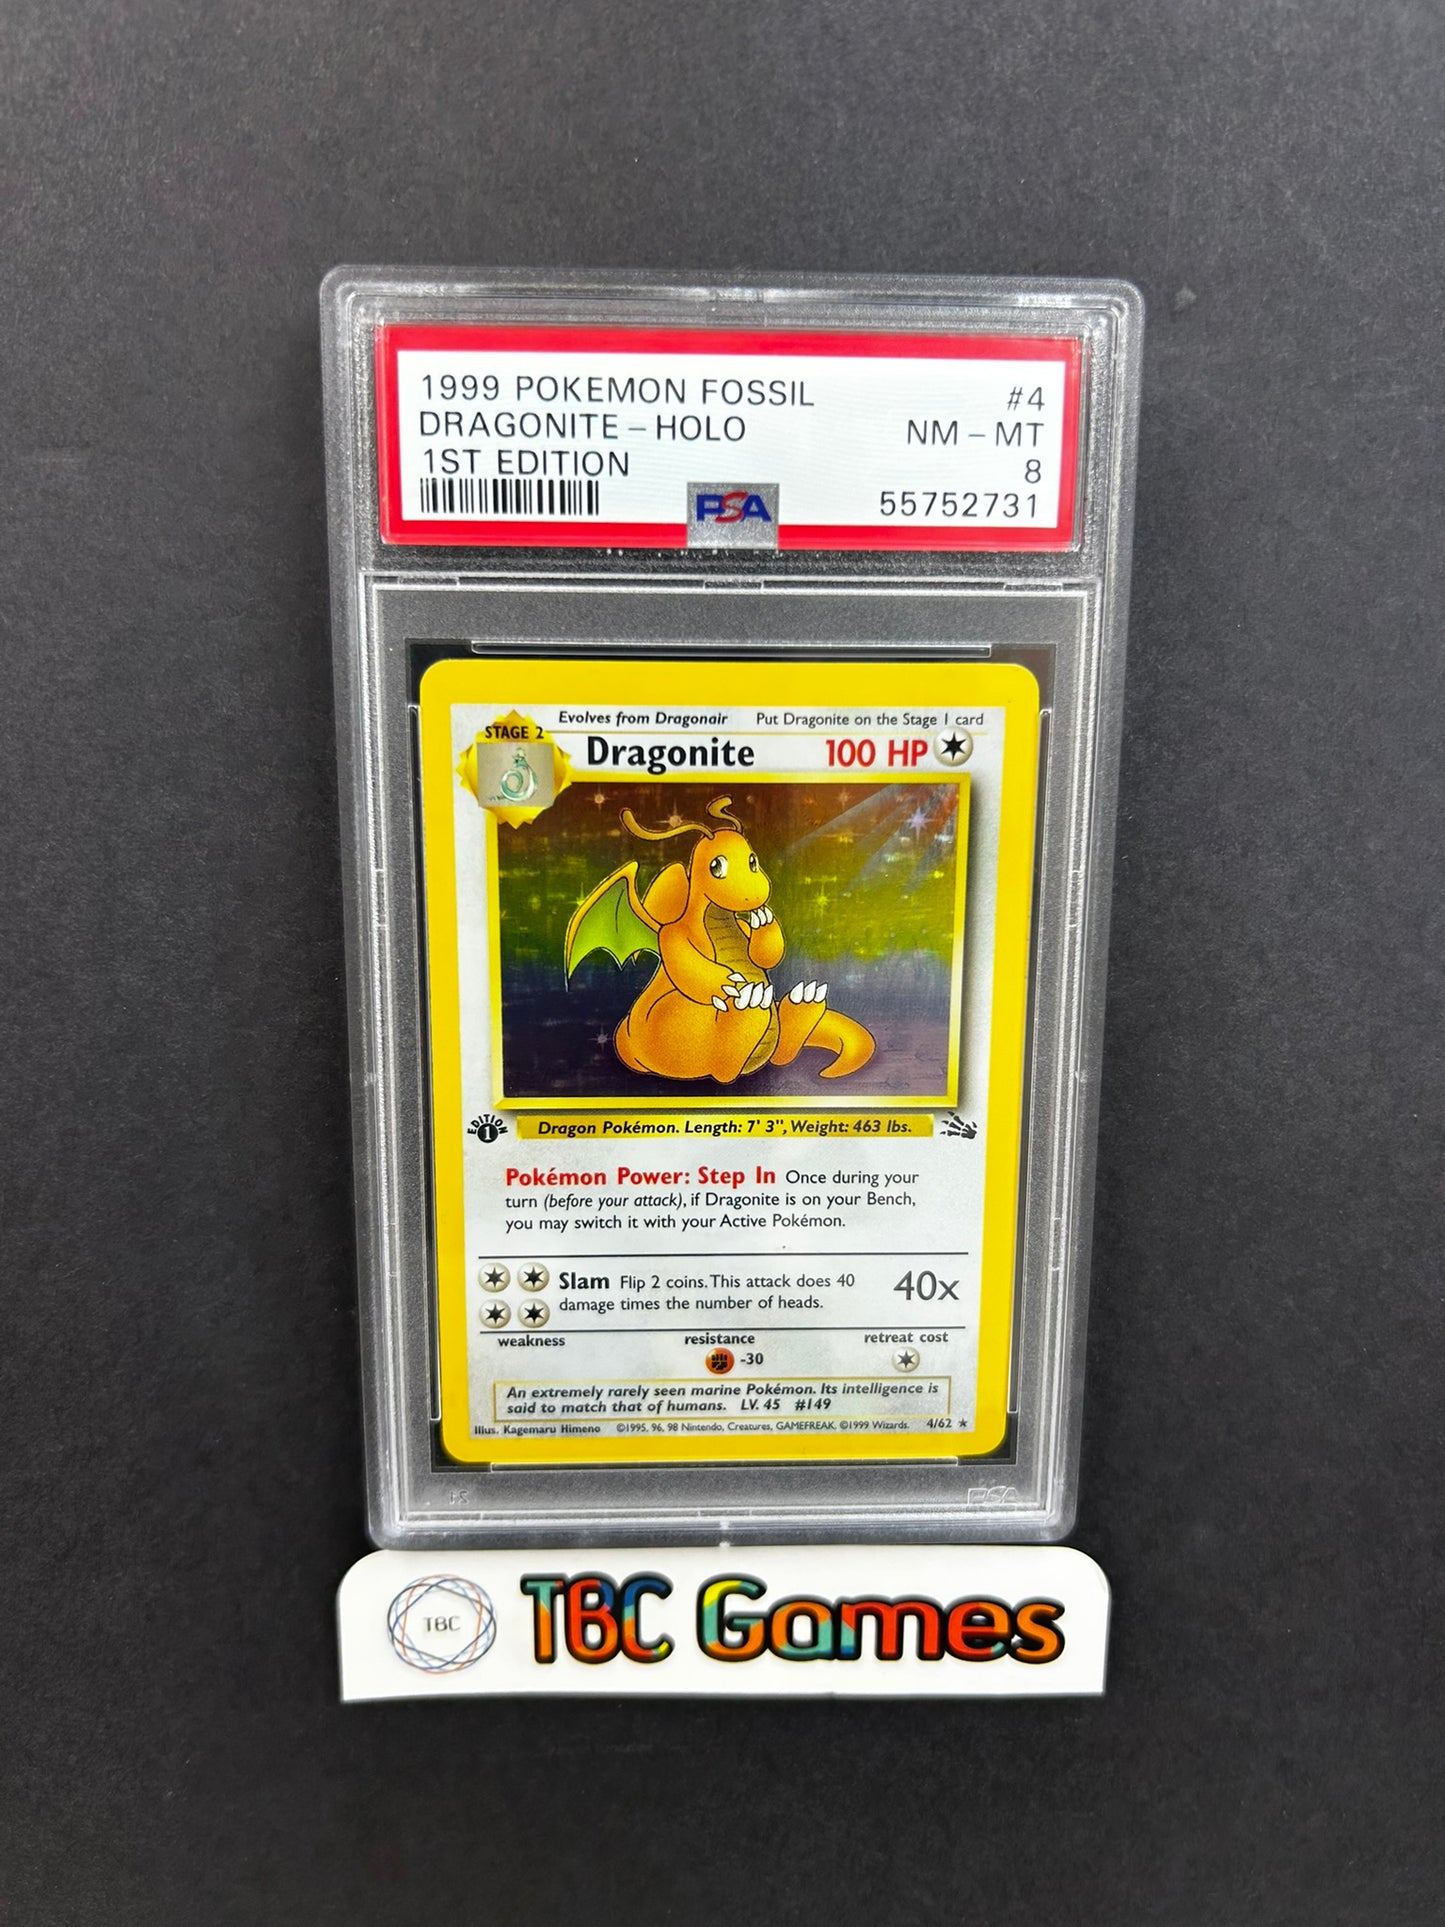 1999 POKEMON FOSSIL #4
DRAGONITE – HOLO NM – MT
1ST EDITION 8
PSA 55752731
Evolves from Dragonair Put Dragonite on the Stage 1 card
STAGE 2
Dragonite 100 HP
EDITION 1
Dragon Pokémon. Length: 7' 3", Weight: 463 lbs.
Pokémon Power: Step In Once during your
turn (before your attack), if Dragonite is on your Bench,
you may switch it with your Active Pokémon.
Slam Flip 2 coins. This attack does 40 40x
damage times the number of heads.
weakness resistance retreat cost
-30
An extremely rarely seen marine Pokémon. Its intelligence is
said to match that of humans. LV. 45 #149
Illus. Kagemaru Himeno ©1995, 96, 98 Nintendo, Creatures, GAMEFREAK. ©1999 Wizards. 4/62
PSA
TBC TBC Games